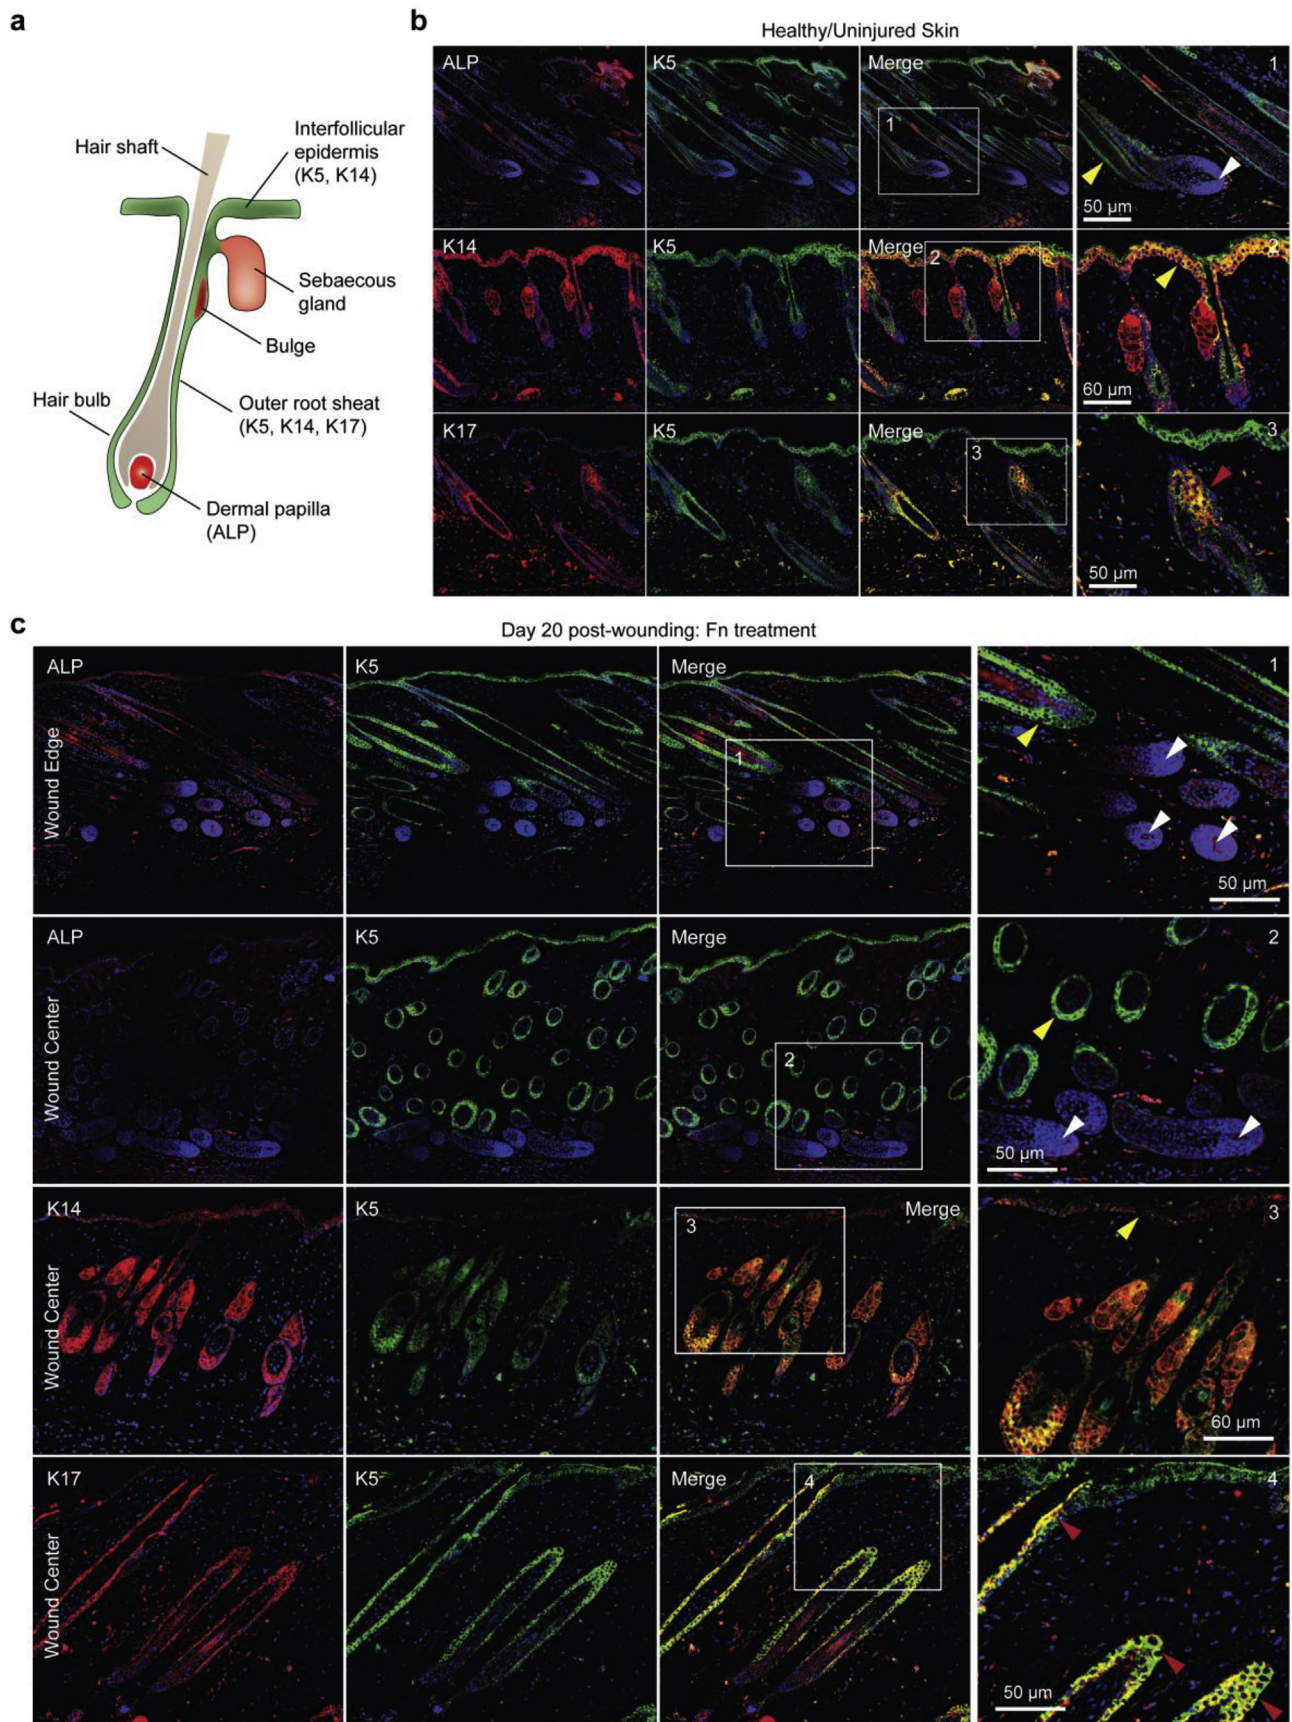 a
Hair shaft
Interfollicular
epidermis
(K5, K14)
Sebaecous
gland
Bulge
Hair bulb
Outer root sheat
(K5, K14, K17)
Dermal papilla
(ALP)
b
Healthy/Uninjured Skin
ALP
K5
Merge
1
1
50 µm
K14
K5
Merge
2
2
60 µm
K17
K5
Merge
3
3
50 µm
c
Day 20 post-wounding: Fn treatment
Wound Edge
ALP
K5
Merge
1
1
50 µm
Wound Center
ALP
K5
Merge
2
2
50 µm
Wound Center
K14
K5
3
Merge
3
60 µm
Wound Center
K17
K5
Merge
4
4
50 µm